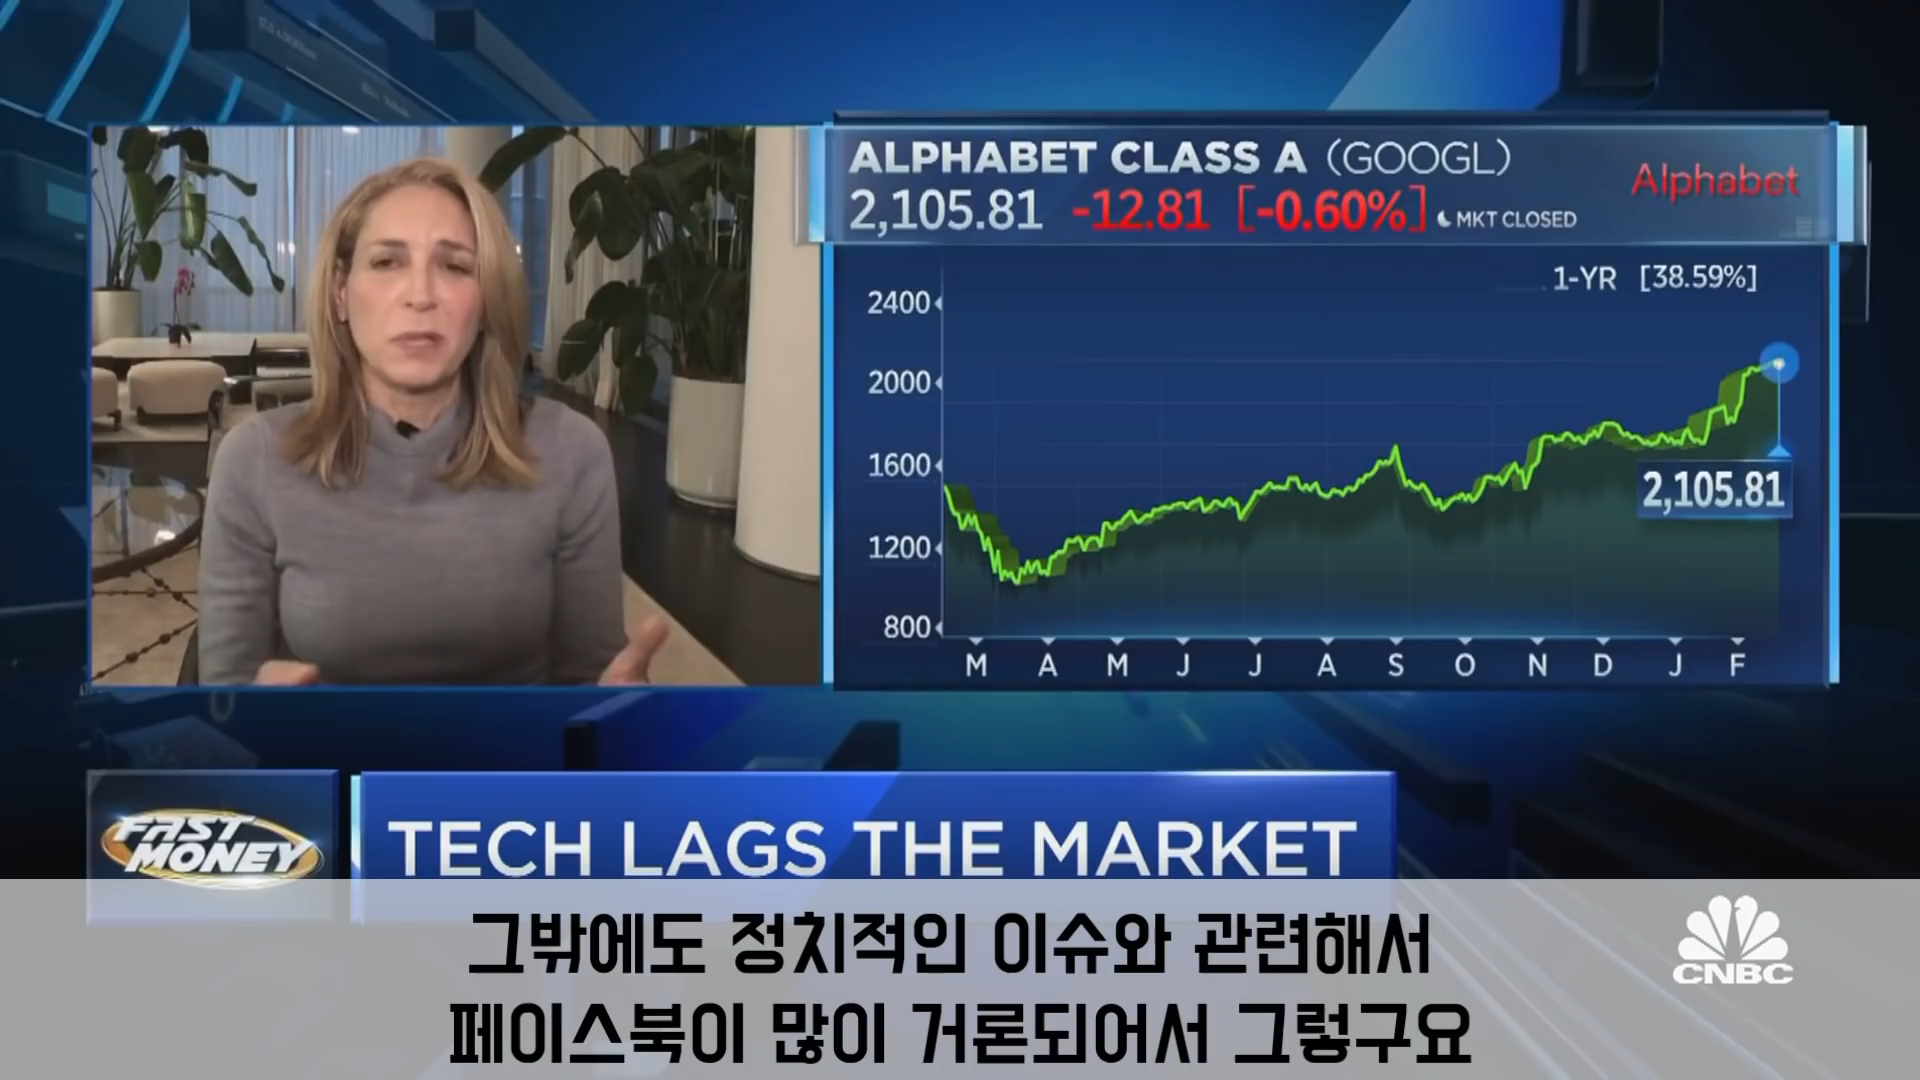 ALPHABET CLASS A (GOOGL)
2,105.81 -12.81 [-0.60%] MKT CLOSED
Alphabet
1-YR [38.59%]
2400
2000
1600
1200
800
2,105.81
M A M J J A S O N D J F
FAST
MONEY
TECH LAGS THE MARKET
그밖에도 정치적인 이슈와 관련해서
페이스북이 많이 거론되어서 그렇구요
CNBC